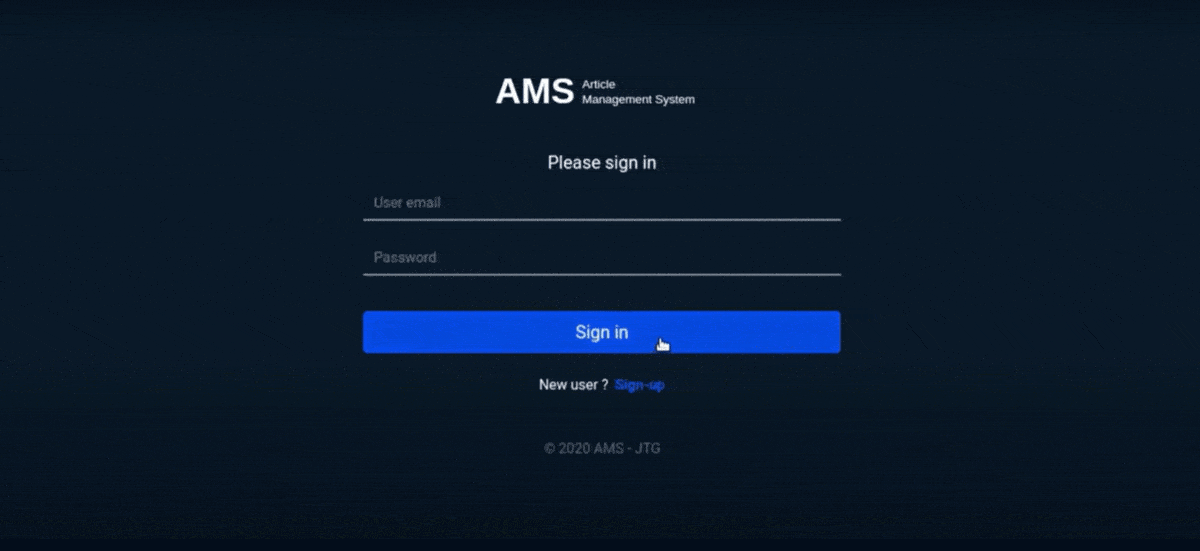 AMS Article
Management System
Please sign in
User email
Password
Sign in
New user ? Sign-up
© 2020 AMS - JTG